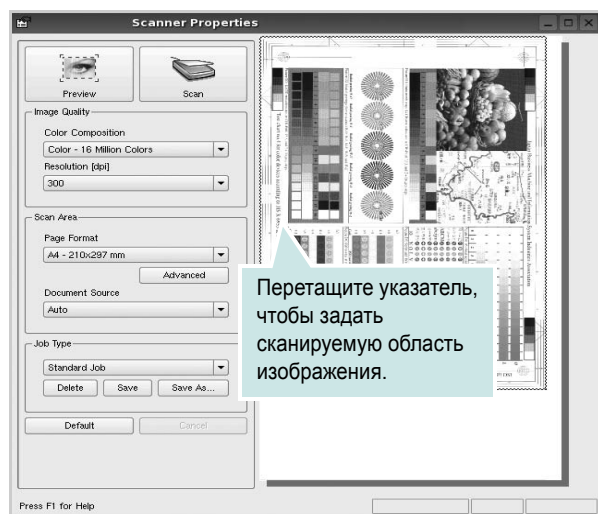 Scanner Properties
Preview
Scan
Image Quality
Color Composition
Color - 16 Million Colors
Resolution [dpi]
300
Scan Area
Page Format
A4 - 210x297 mm
Advanced
Document Source
Auto
Job Type
Standard Job
Delete
Save
Save As...
Default
Cancel
Перетащите указатель,
чтобы задать
сканируемую область
изображения.
Press F1 for Help